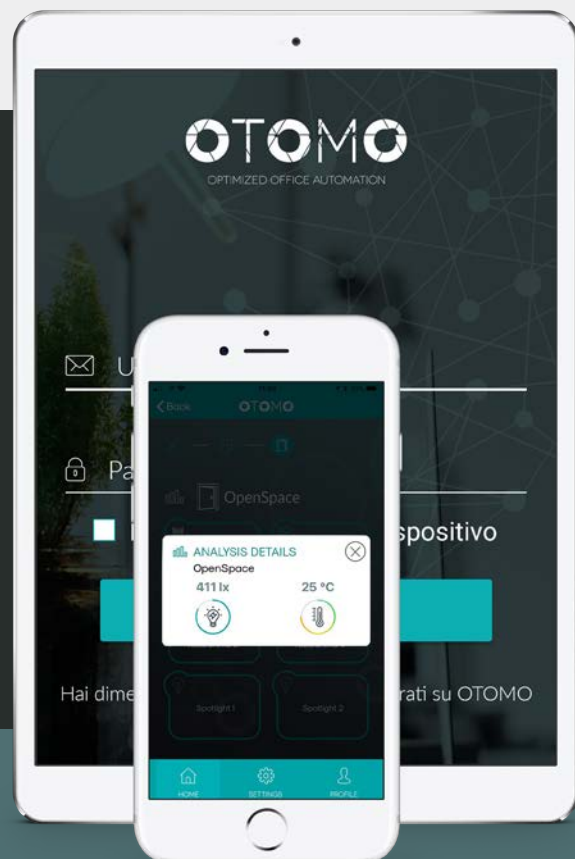 OTOMO
OPTIMIZED OFFICE AUTOMATION
U
Pa
spositivo
Hai dime
rati su OTOMO
Back
OTOMO
OpenSpace
ANALYSIS DETAILS
OpenSpace
411 lx
25 °C
Spotlight 1
Spotlight 2
HOME
SETTINGS
PROFILE